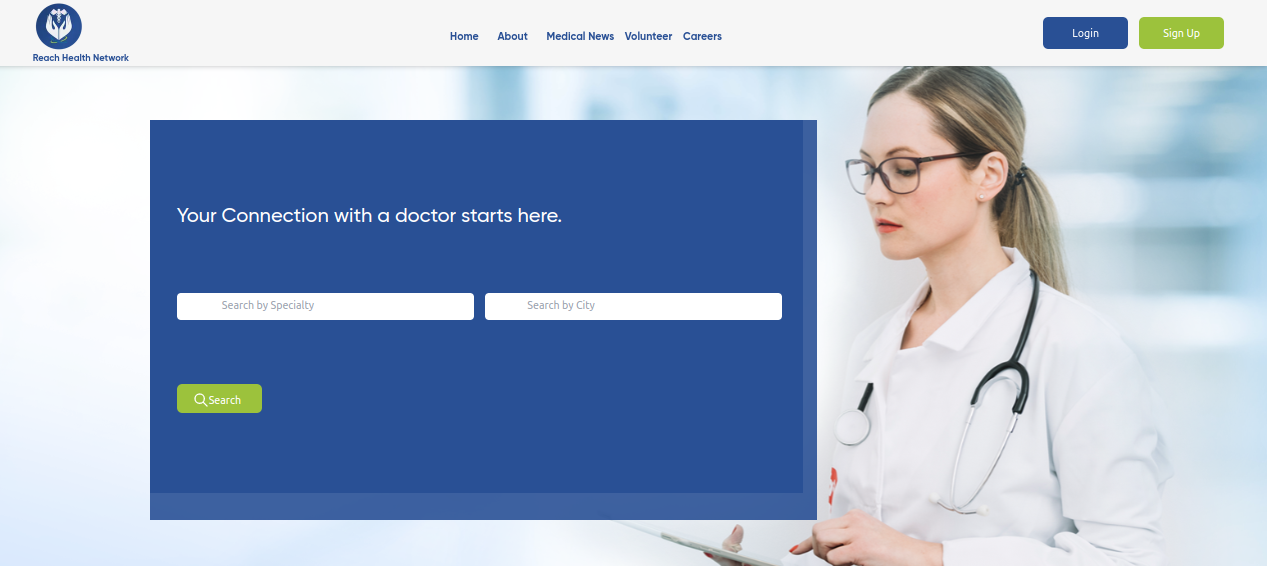 Reach Health Network
Home About Medical News Volunteer Careers
Login
Sign Up
Your Connection with a doctor starts here.
Search by Specialty
Search by City
Search